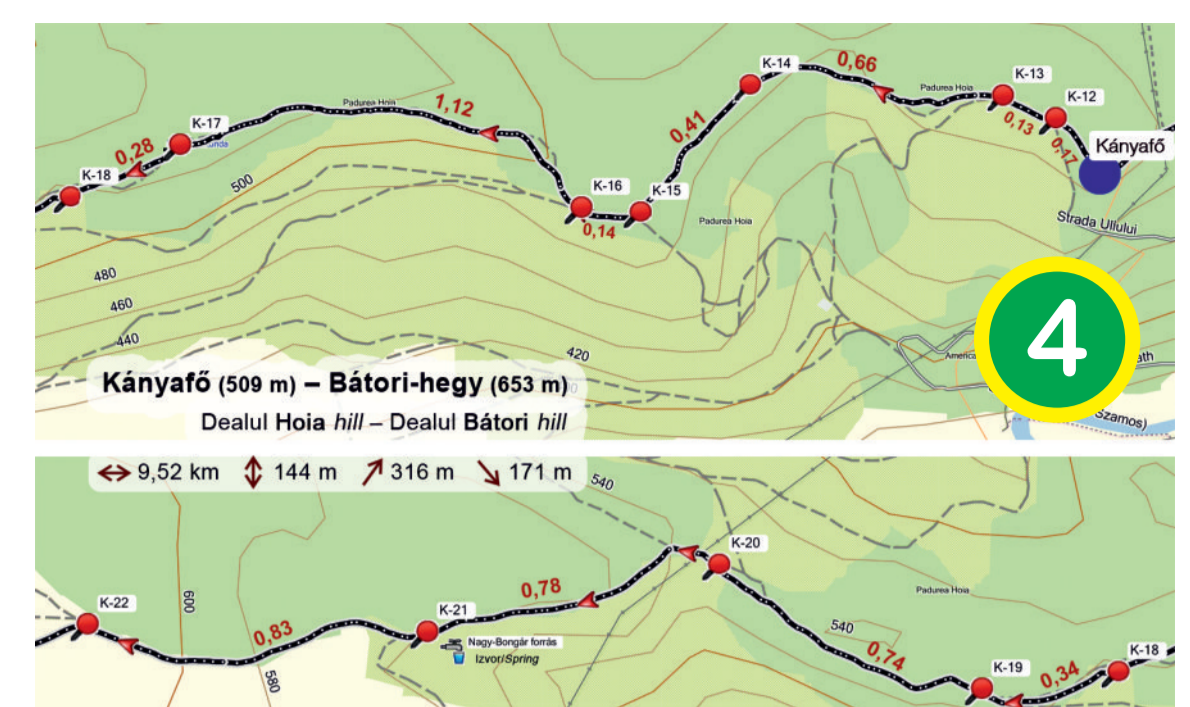 K-14
0,66
K-13
K-12
Padurea Hoia
0,13
0,17
Kányafő
Padurea Hoia
1,12
0,41
K-17
0,28
K-18
500
K-16
K-15
0,14
Padurea Hoia
Strada Uliului
480
460
440
420
4
Kányafő (509 m) – Bátori-hegy (653 m)
Dealul Hoia hill – Dealul Bátori hill
9,52 km 144 m 316 m 171 m
540
K-20
K-22
600
0,83
580
K-21
0,78
Nagy-Bongár forrás
Izvor/Spring
Padurea Hoia
540
0,74
K-19
0,34
K-18